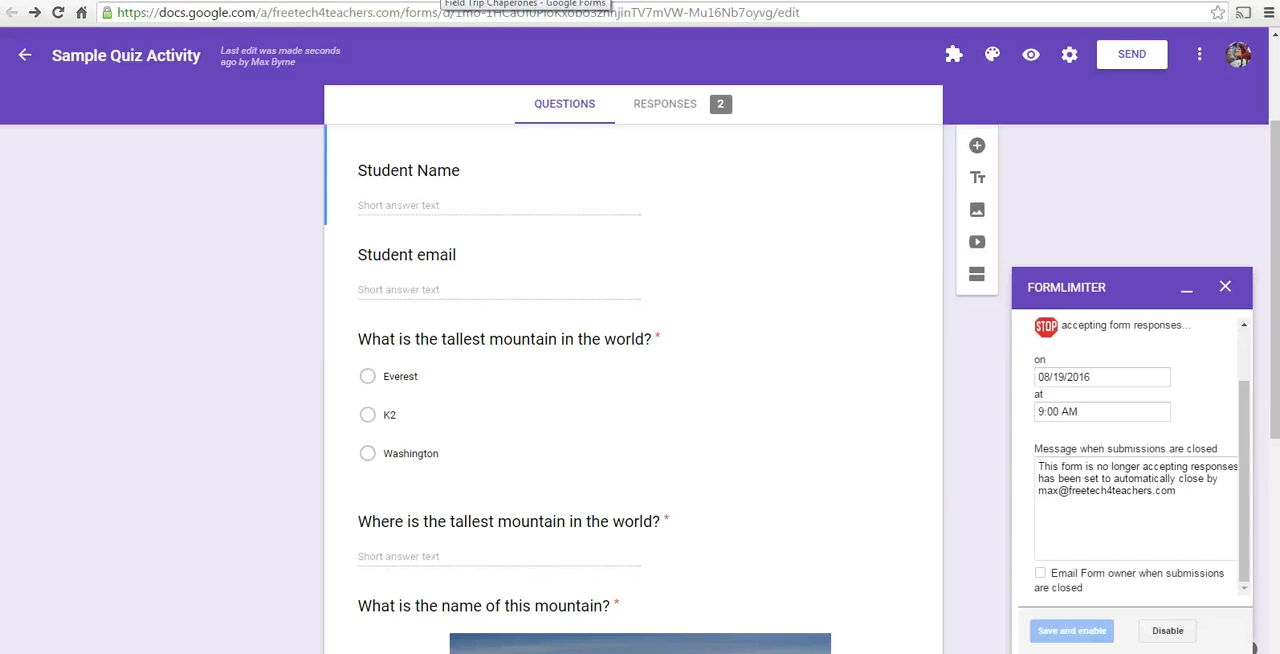 Field Trip Chaperones - Google Forms
https://docs.google.com/a/freetech4teachers.com/forms/d/
jinTV7mVW-Mu16Nb7oyvg/edit
Sample Quiz Activity
Last edit was made seconds
ago by Max Byrne
SEND
QUESTIONS
RESPONSES
2
Student Name
Short answer text
Student email
Short answer text
What is the tallest mountain in the world? *
Everest
K2
Washington
Where is the tallest mountain in the world? *
Short answer text
What is the name of this mountain? *
Tт
FORMLIMITER
STOP accepting form responses...
on
08/19/2016
at
9:00 AM
Message when submissions are closed
This form is no longer accepting responses
has been set to automatically close by
max@freetech4teachers.com
Email Form owner when submissions
are closed
Save and enable
Disable